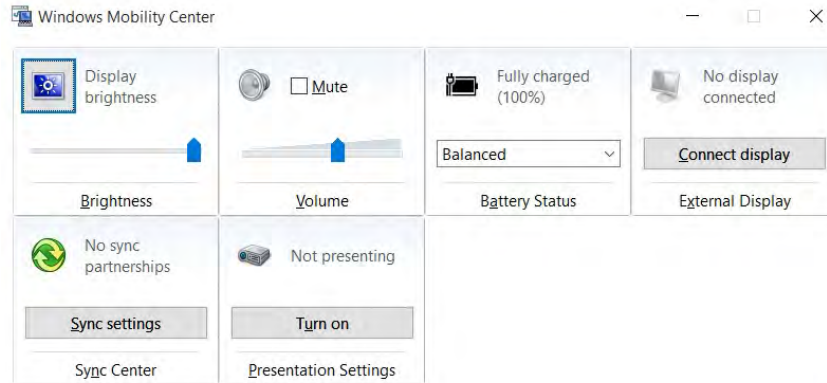 Windows Mobility Center
Display
brightness
Brightness
Mute
Volume
Fully charged
(100%)
Balanced
Battery Status
No display
connected
Connect display
External Display
No sync
partnerships
Sync settings
Sync Center
Not presenting
Turn on
Presentation Settings